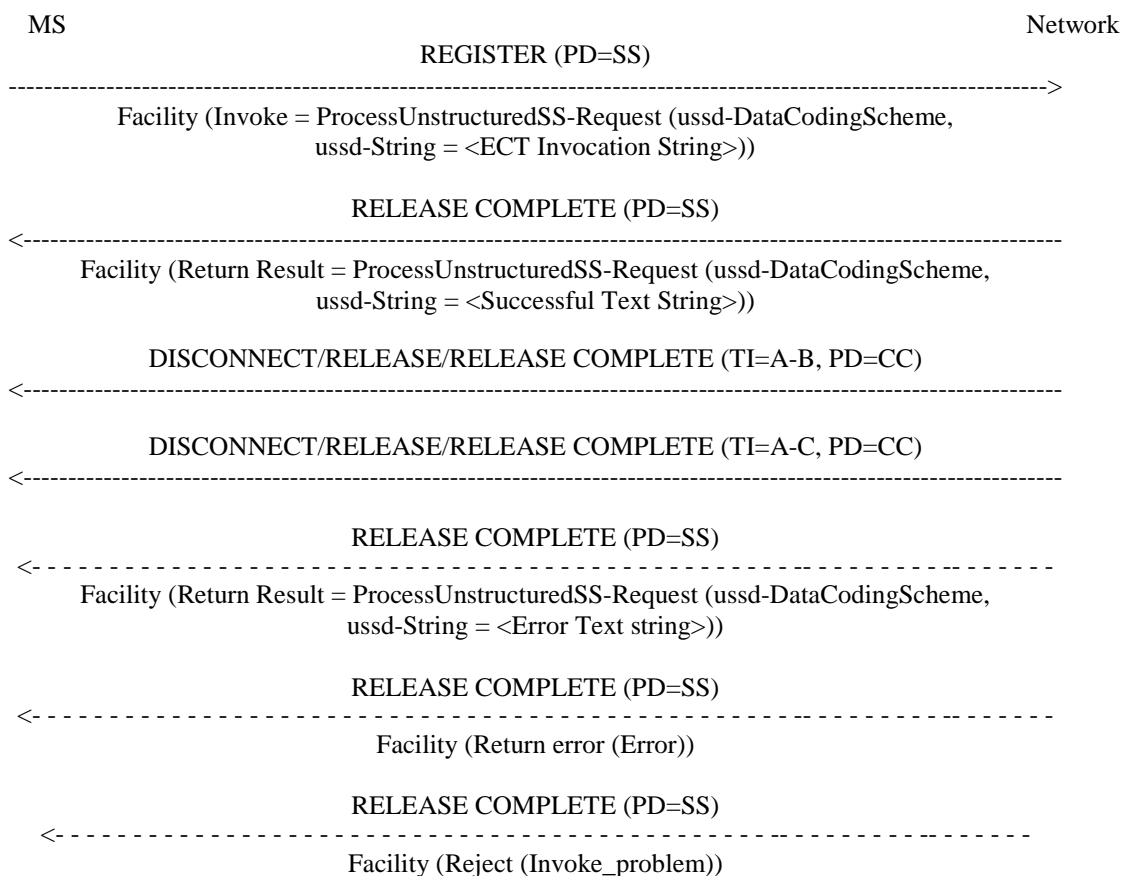 MS Network
REGISTER (PD=SS)
------------------------------------------------------------------------------------------------------------------------>
Facility (Invoke = ProcessUnstructuredSS-Request (ussd-DataCodingScheme,
ussd-String = <ECT Invocation String>))
RELEASE COMPLETE (PD=SS)
<------------------------------------------------------------------------------------------------------------------------
Facility (Return Result = ProcessUnstructuredSS-Request (ussd-DataCodingScheme,
ussd-String = <Successful Text String>))
DISCONNECT/RELEASE/RELEASE COMPLETE (TI=A-B, PD=CC)
<------------------------------------------------------------------------------------------------------------------------
DISCONNECT/RELEASE/RELEASE COMPLETE (TI=A-C, PD=CC)
<------------------------------------------------------------------------------------------------------------------------
RELEASE COMPLETE (PD=SS)
<- - - - - - - - - - - - - - - - - - - - - - - - - - - - - - - - - - - - - - - - - - - - - - - - - -- - - - - - - - - -- - - - - - -
Facility (Return Result = ProcessUnstructuredSS-Request (ussd-DataCodingScheme,
ussd-String = <Error Text string>))
RELEASE COMPLETE (PD=SS)
<- - - - - - - - - - - - - - - - - - - - - - - - - - - - - - - - - - - - - - - - - - - - - - - - - -- - - - - - - - - -- - - - - - -
Facility (Return error (Error))
RELEASE COMPLETE (PD=SS)
<- - - - - - - - - - - - - - - - - - - - - - - - - - - - - - - - - - - - - - - - - - - - - - -- - - - - - - - - -- - - - - - -
Facility (Reject (Invoke_problem))